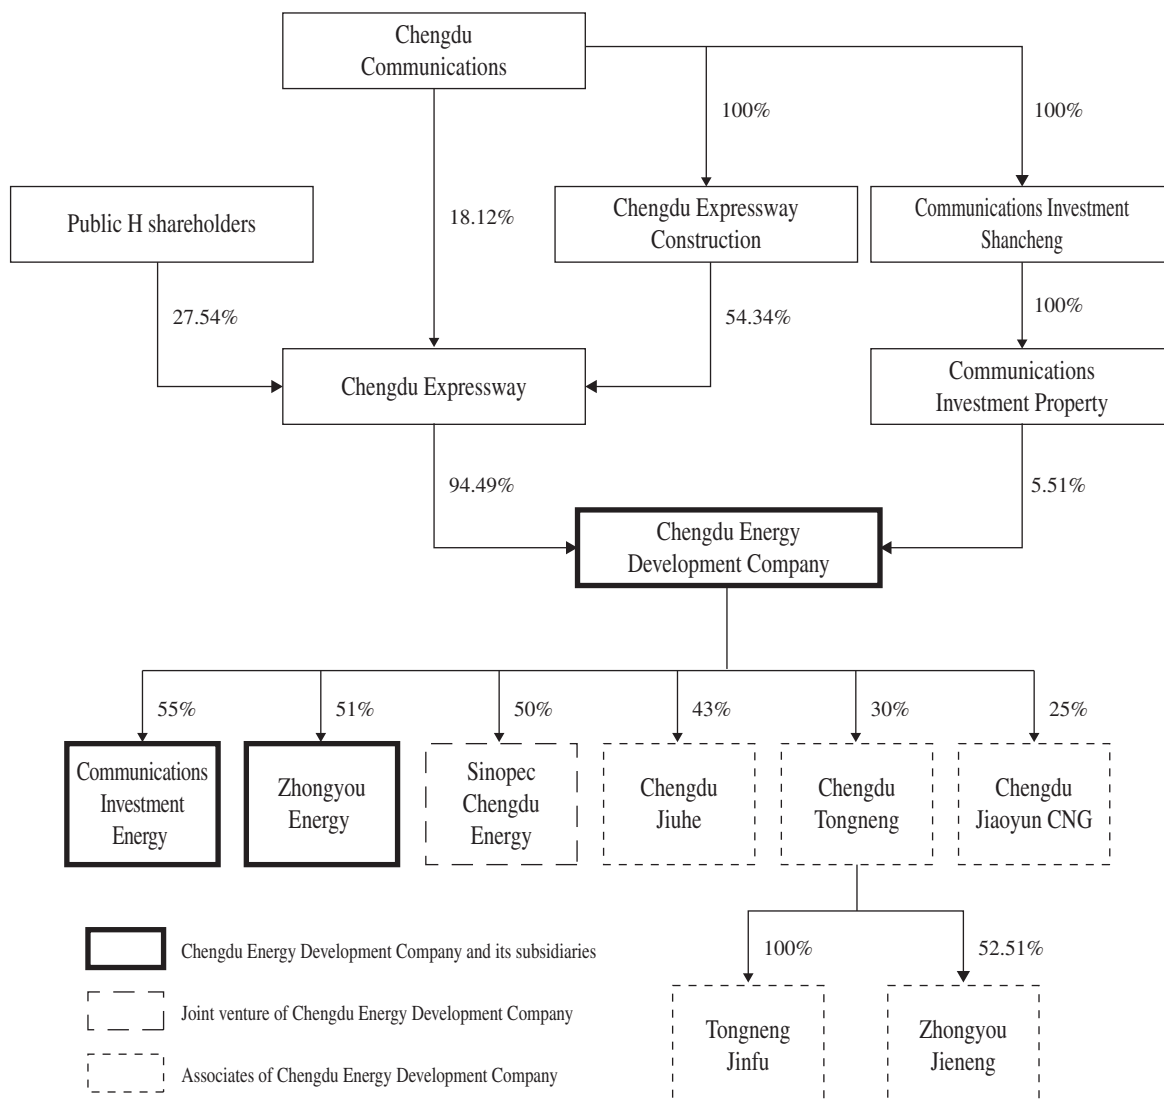 Chengdu
Communications
100%
100%
Public H shareholders
18.12%
Chengdu Expressway
Construction
Communications Investment
Shancheng
27.54%
54.34%
100%
Chengdu Expressway
Communications
Investment Property
94.49%
5.51%
Chengdu Energy
Development Company
55%
51%
50%
43%
30%
25%
Communications
Investment
Energy
Zhongyou
Energy
Sinopec
Chengdu
Energy
Chengdu
Jiuhe
Chengdu
Tongneng
Chengdu
Jiaoyun CNG
100%
52.51%
Tongneng
Jinfu
Zhongyou
Jieneng
Chengdu Energy Development Company and its subsidiaries
Joint venture of Chengdu Energy Development Company
Associates of Chengdu Energy Development Company